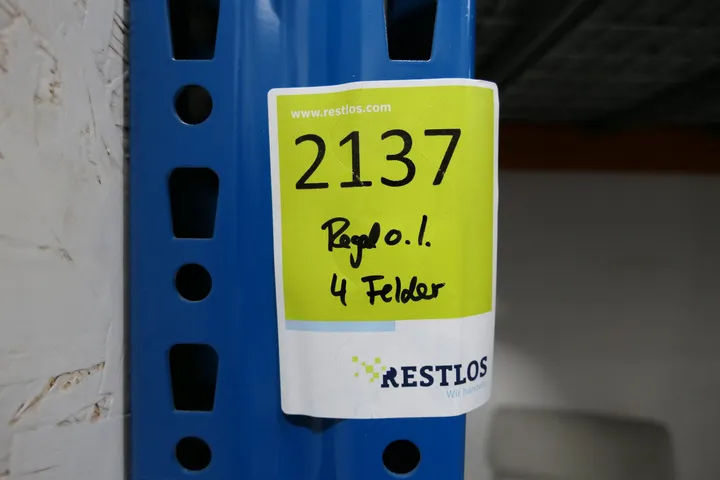 www.restlos.com
2137
Regal o. I.
4 Felder
RESTLOS